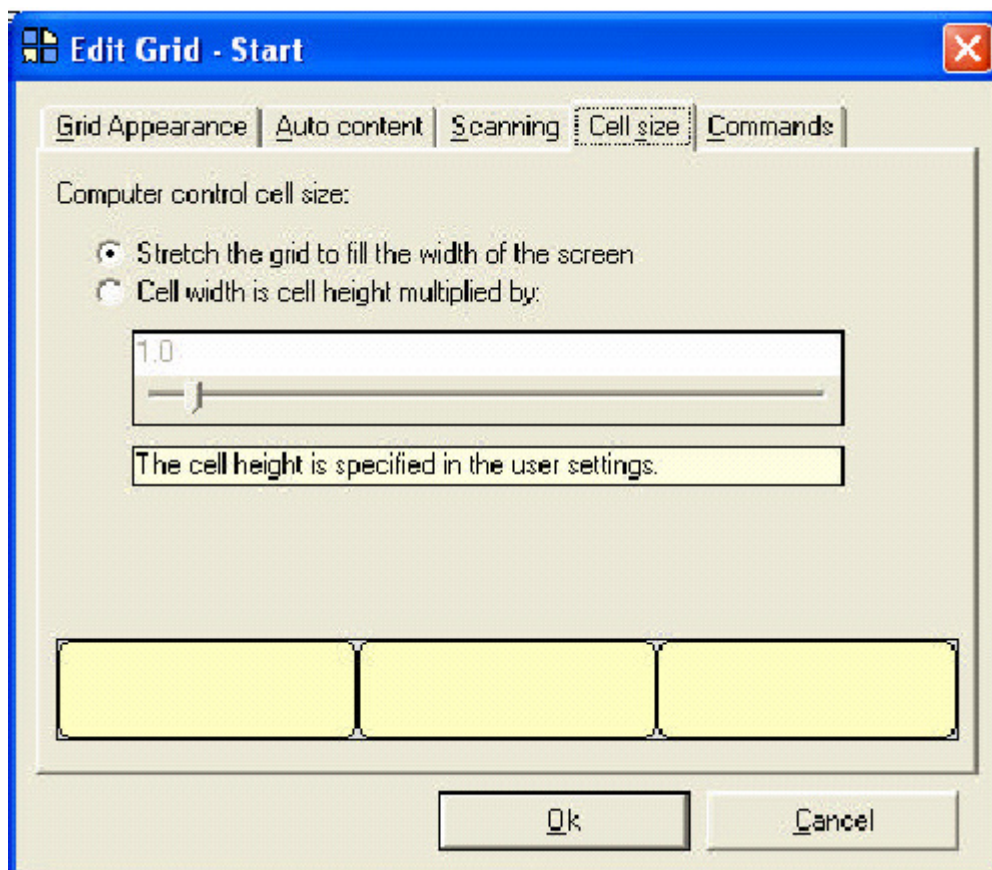 Edit Grid - Start
Grid Appearance Auto content Scanning Cell size Commands
Computer control cell size:
Stretch the grid to fill the width of the screen
Cell width is cell height multiplied by:
1.0
The cell height is specified in the user settings.
Ok Cancel